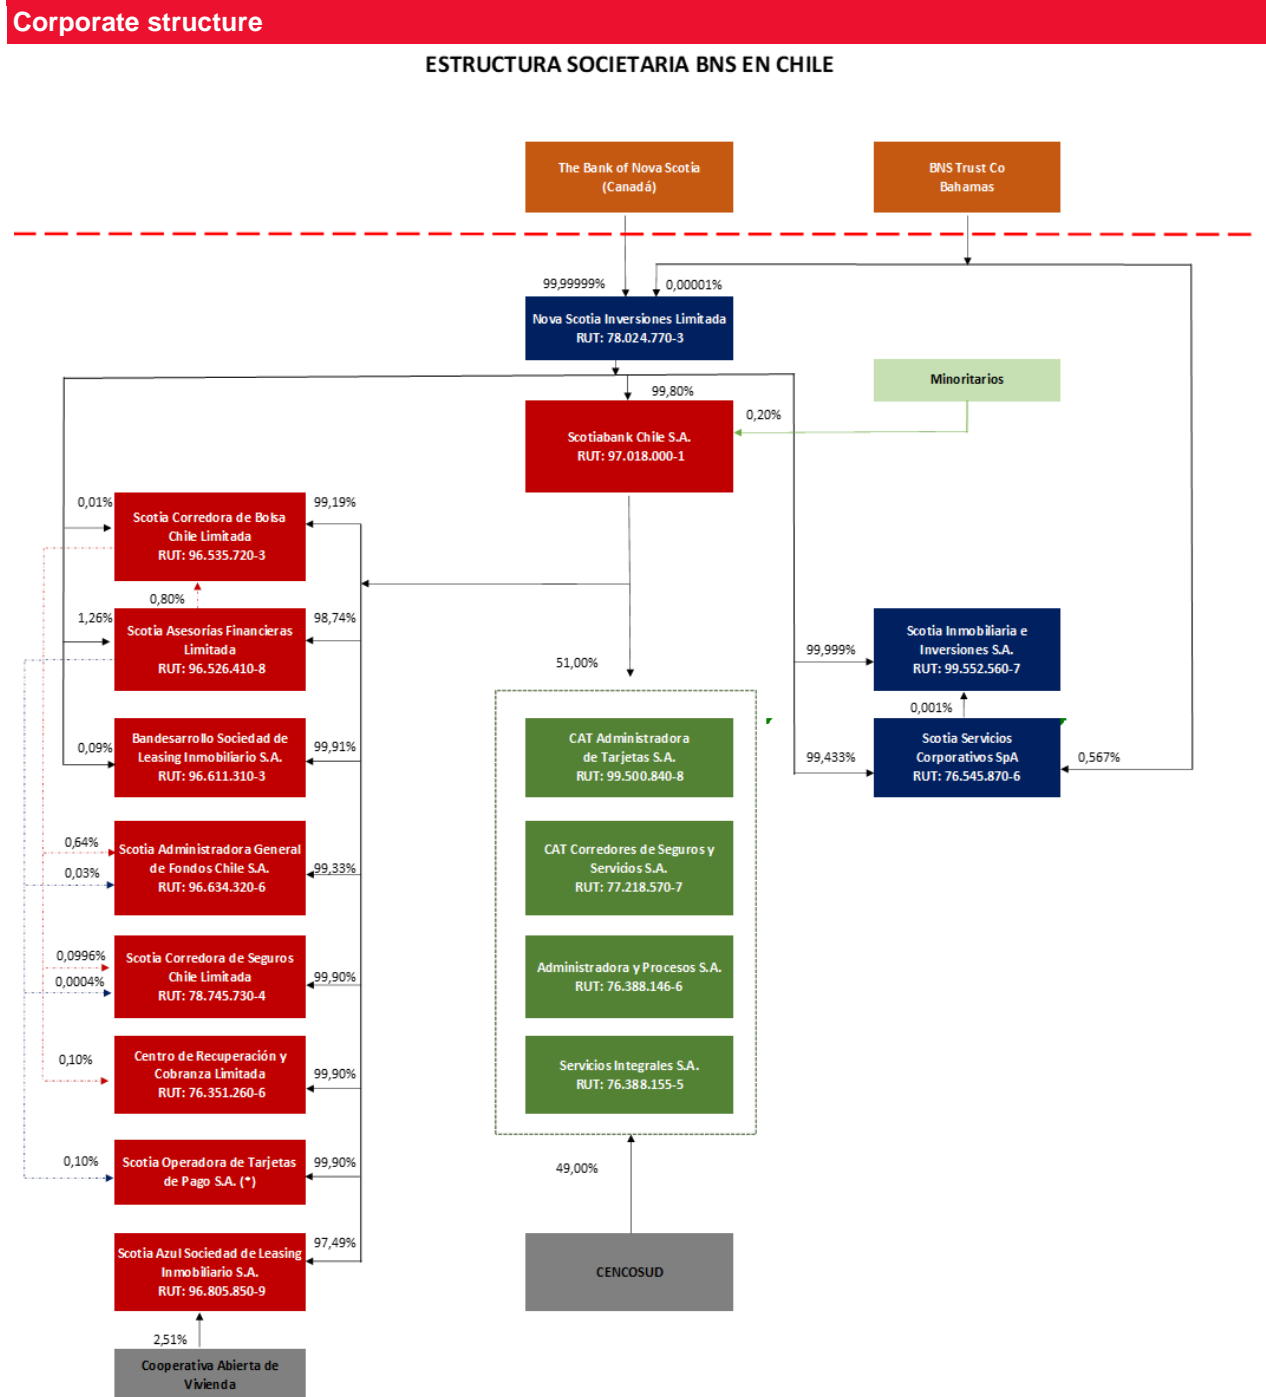 Corporate structure
ESTRUCTURA SOCIETARIA BNS EN CHILE
The Bank of Nova Scotia
(Canadá)
BNS Trust Co
Bahamas
99,99999%
0,00001%
Nova Scotia Inversiones Limitada
RUT: 78.024.770-3
Minoritarios
99,80%
0,20%
Scotiabank Chile S.A.
RUT: 97.018.000-1
0,01%
99,19%
Scotia Corredora de Bolsa
Chile Limitada
RUT: 96.535.720-3
0,80%
1,26%
98,74%
Scotia Asesorías Financieras
Limitada
RUT: 96.526.410-8
51,00%
99,999%
Scotia Inmobiliaria e
Inversiones S.A.
RUT: 99.552.560-7
0,001%
0,09%
99,91%
Bandesarrollo Sociedad de
Leasing Inmobiliario S.A.
RUT: 96.611.310-3
CAT Administradora
de Tarjetas S.A.
RUT: 99.500.840-8
99,433%
Scotia Servicios
Corporativos SpA
RUT: 76.545.870-6
0,567%
0,64%
0,03%
Scotia Administradora General
de Fondos Chile S.A.
RUT: 96.634.320-6
99,33%
CAT Corredores de Seguros y
Servicios S.A.
RUT: 77.218.570-7
0,0996%
0,0004%
Scotia Corredora de Seguros
Chile Limitada
RUT: 78.745.730-4
99,90%
Administradora y Procesos S.A.
RUT: 76.388.146-6
0,10%
Centro de Recuperación y
Cobranza Limitada
RUT: 76.351.260-6
99,90%
Servicios Integrales S.A.
RUT: 76.388.155-5
0,10%
Scotia Operadora de Tarjetas
de Pago S.A. (*)
99,90%
49,00%
97,49%
Scotia Azul Sociedad de Leasing
Inmobiliario S.A.
RUT: 96.805.850-9
CENCOSUD
2,51%
Cooperativa Abierta de
Vivienda